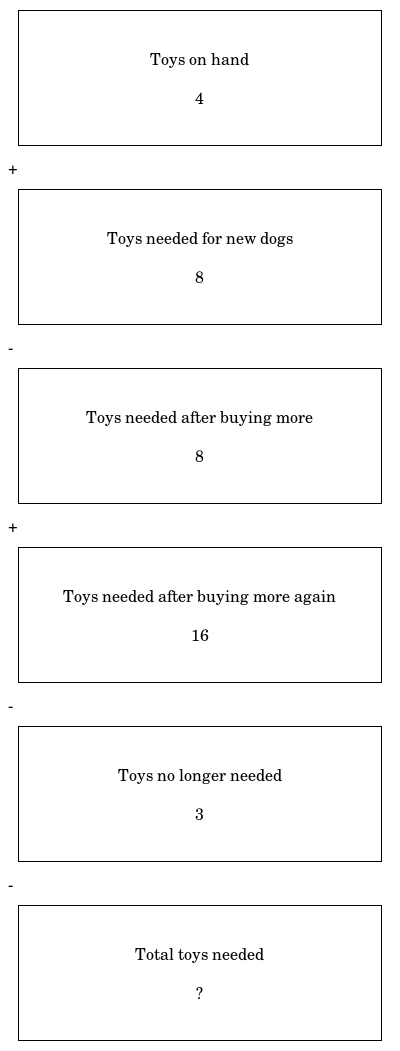 Toys on hand
4
+
Toys needed for new dogs
8
-
Toys needed after buying more
8
+
Toys needed after buying more again
16
-
Toys no longer needed
3
-
Total toys needed
?